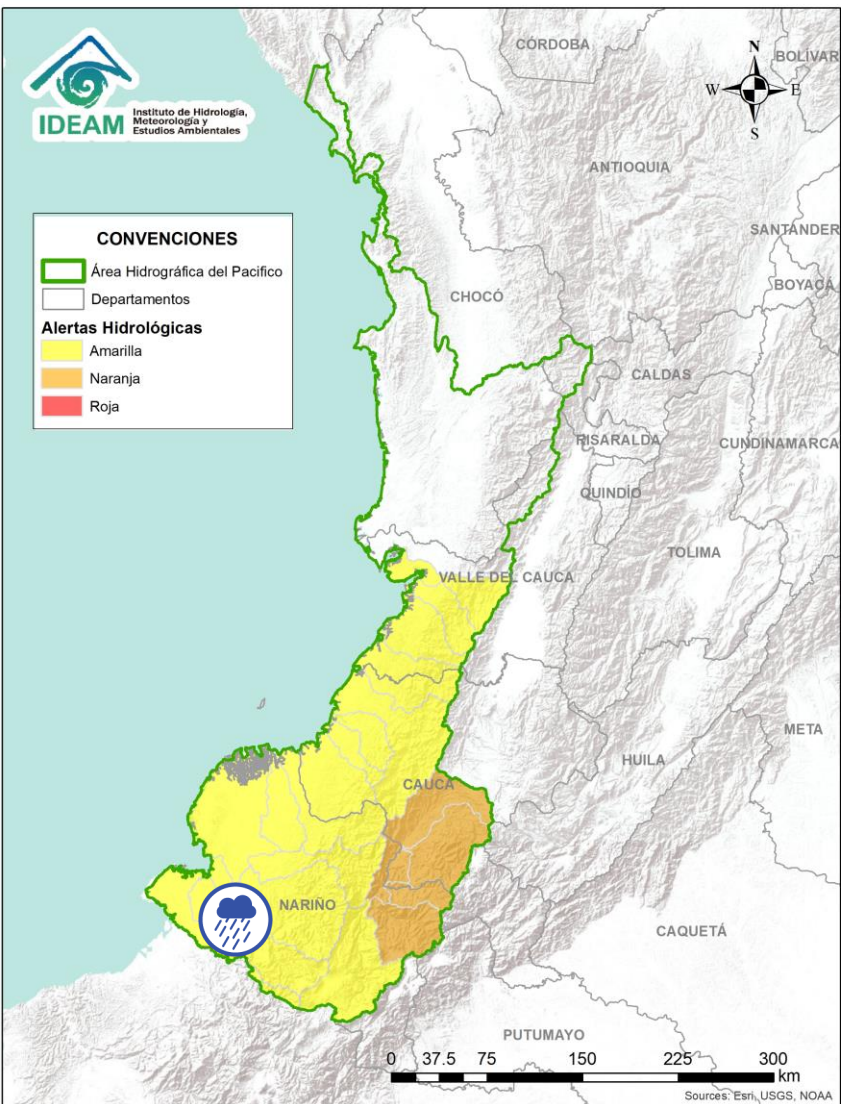 IDEAM
Instituto de Hidrología,
Meteorología y
Estudios Ambientales
CONVENCIONES
Área Hidrográfica del Pacifico
Departamentos
Alertas Hidrológicas
Amarilla
Naranja
Roja
N
W
E
S
CÓRDOBA
BOLÍVAR
ANTIOQUIA
SANTANDER
BOYACÁ
CHOCÓ
CALDAS
RISARALDA
CUNDINAMARCA
QUINDÍO
TOLIMA
VALLE DEL CAUCA
META
HUILA
CAUCA
NARIÑO
CAQUETÁ
PUTUMAYO
0 37.5 75 150 225 300
km
Sources: Esri, USGS, NOAA